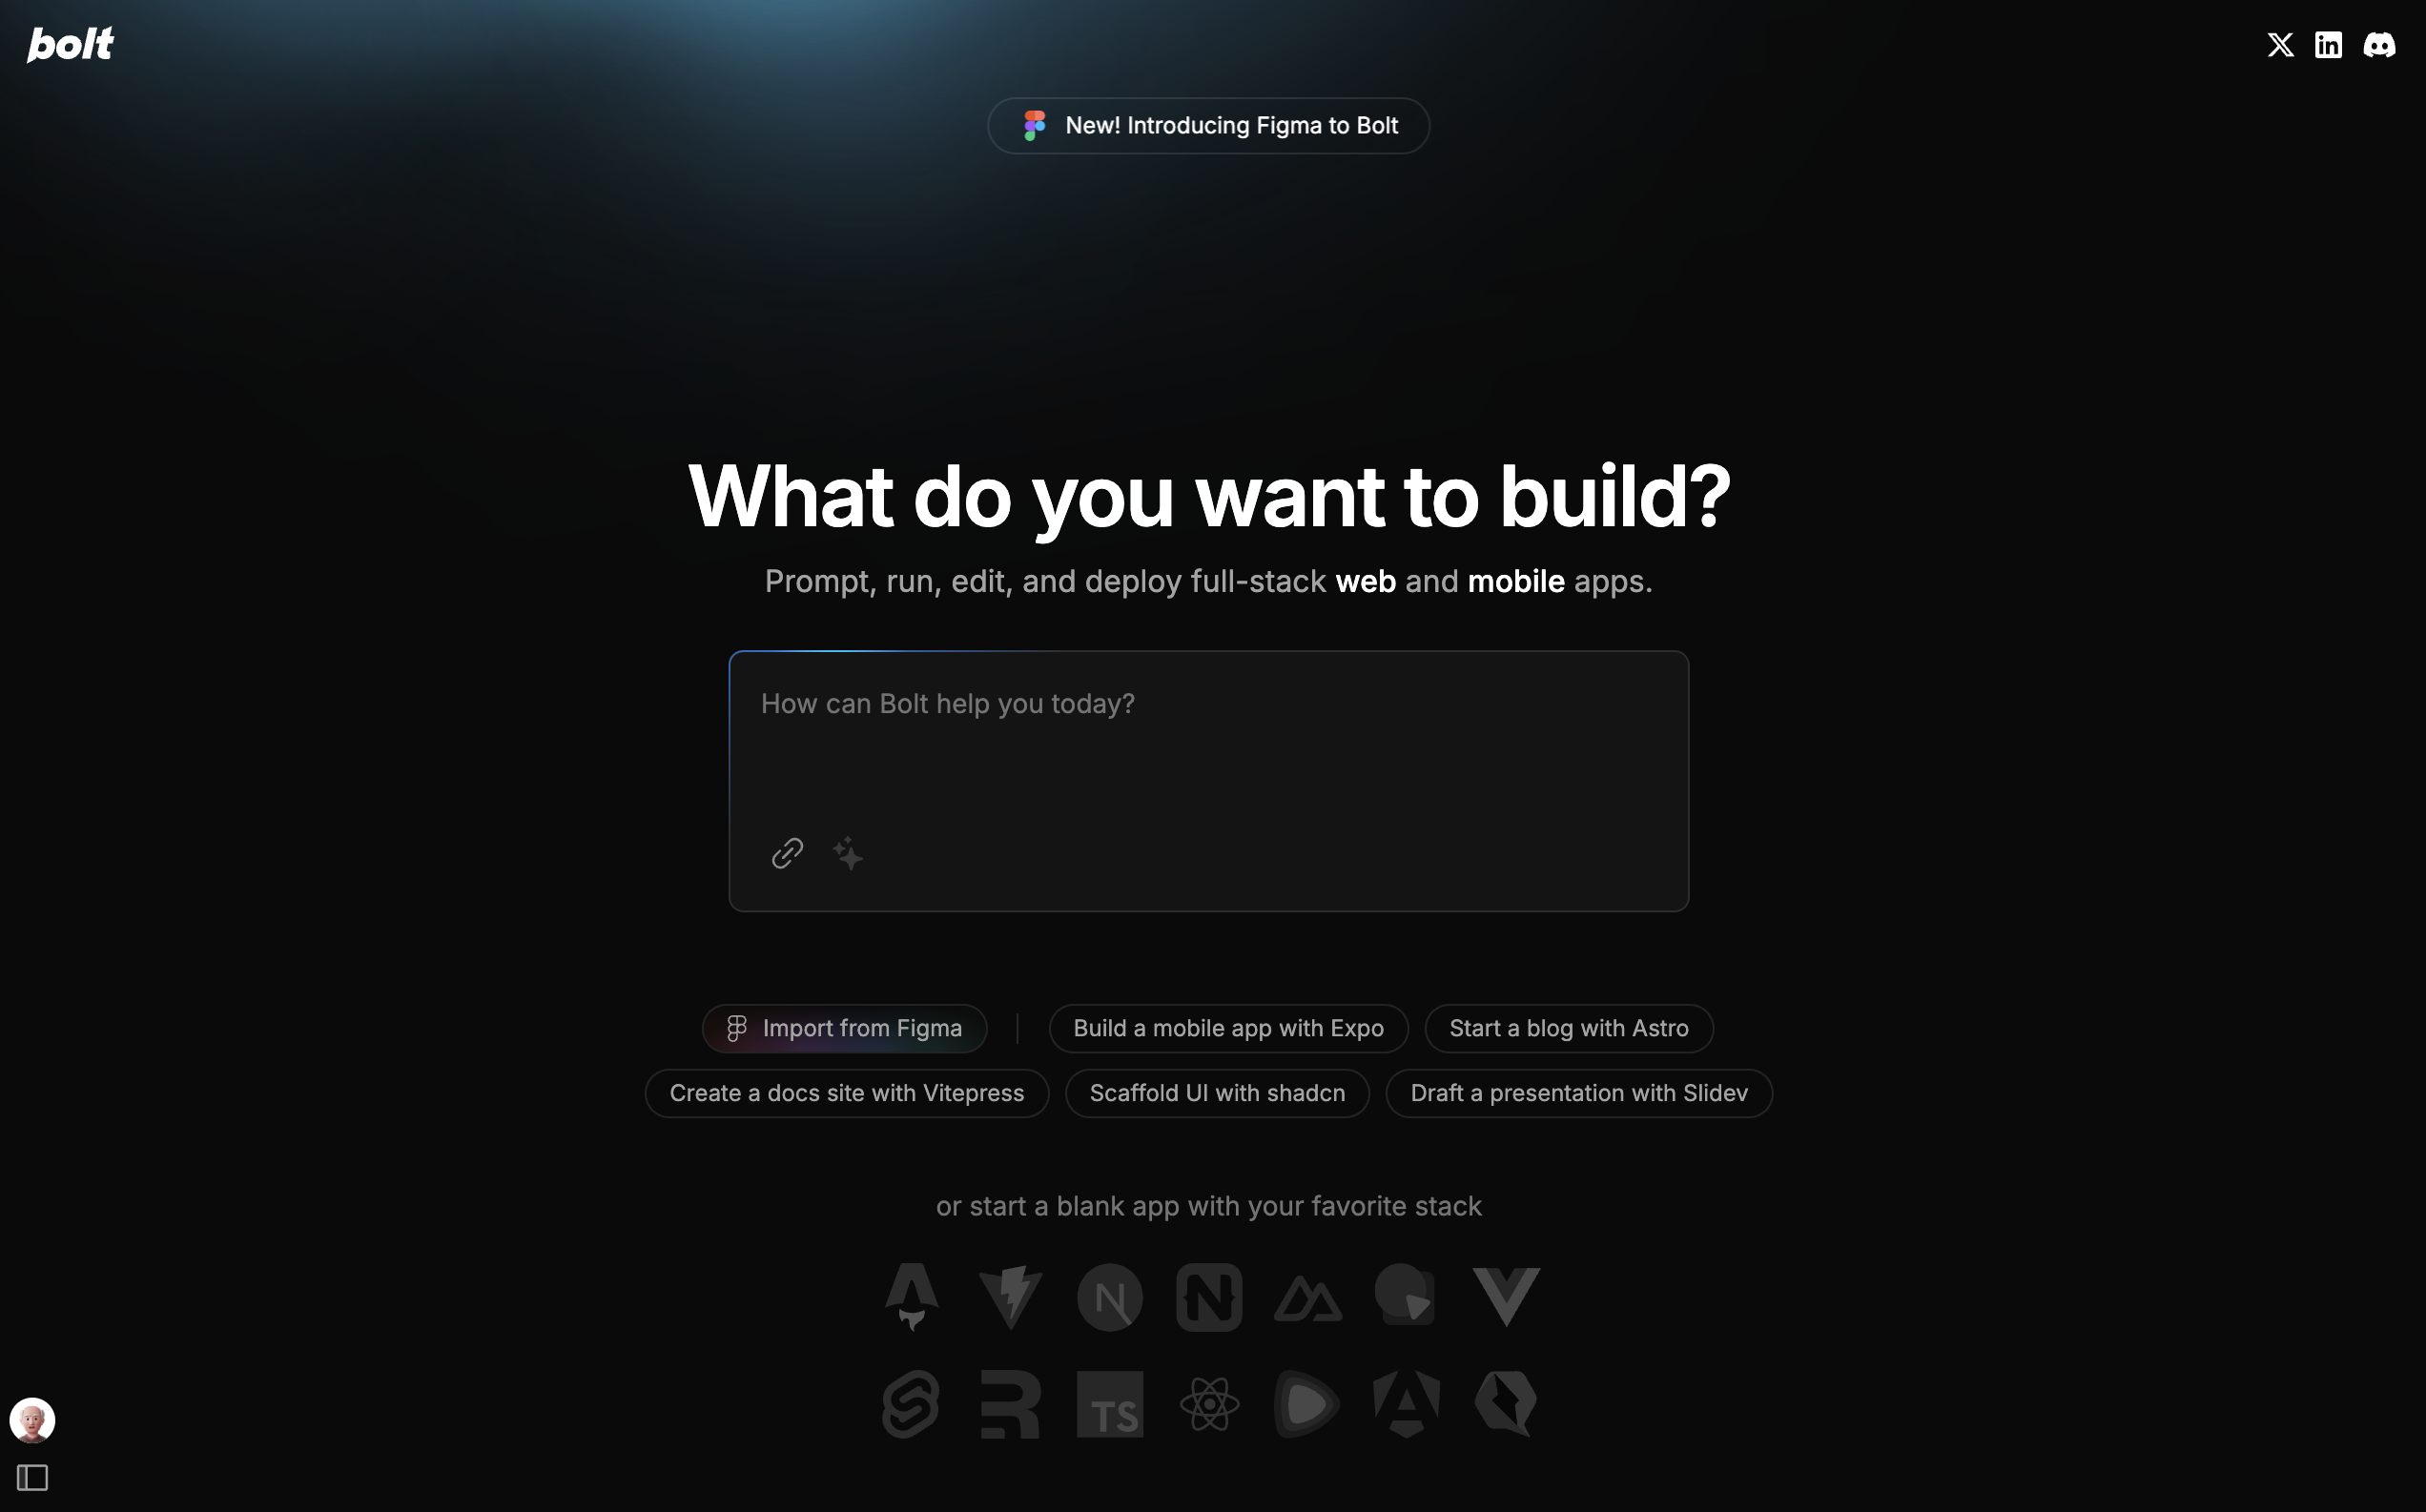 bolt
New! Introducing Figma to Bolt
What do you want to build?
Prompt, run, edit, and deploy full-stack web and mobile apps.
How can Bolt help you today?
Import from Figma
Build a mobile app with Expo
Start a blog with Astro
Create a docs site with Vitepress
Scaffold UI with shadcn
Draft a presentation with Slidev
or start a blank app with your favorite stack
TS